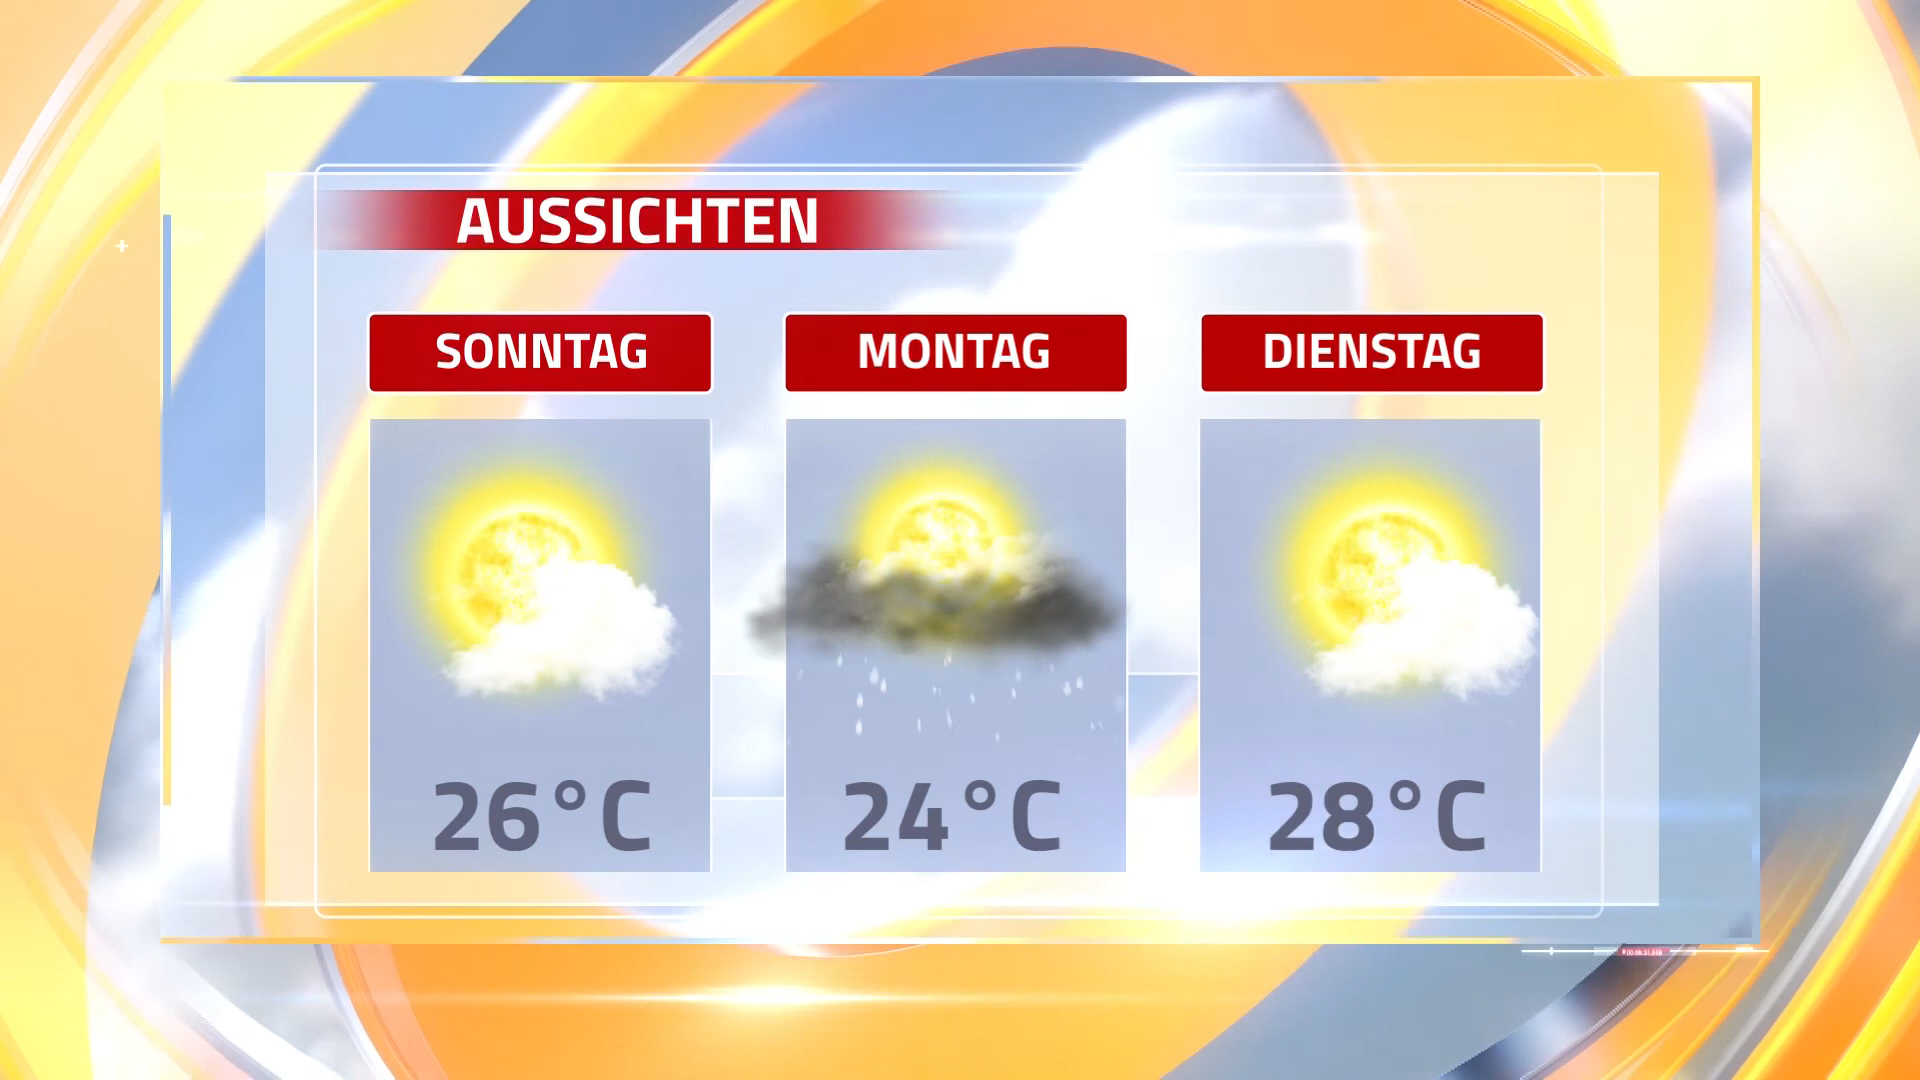 AUSSICHTEN
SONNTAG
MONTAG
DIENSTAG
26°C
24°C
28°C